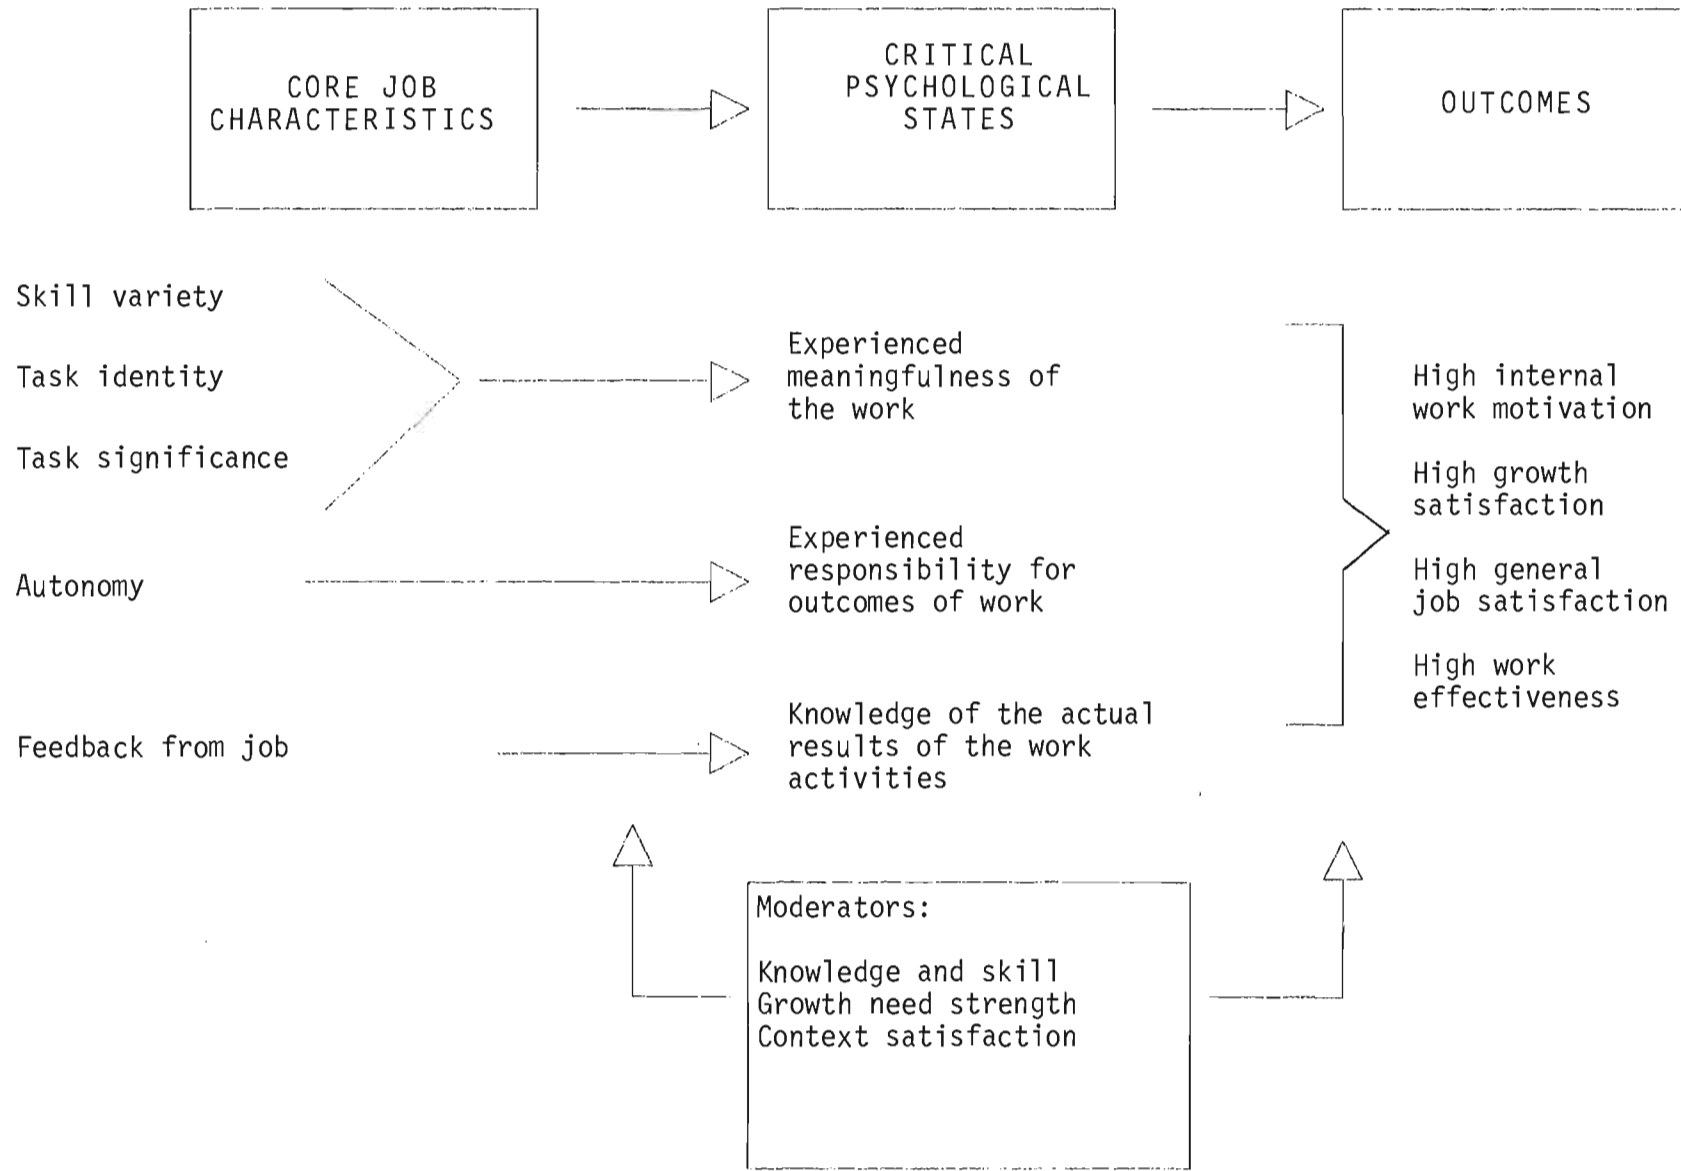 CORE JOB
CHARACTERISTICS
CRITICAL
PSYCHOLOGICAL
STATES
OUTCOMES
Skill variety
Task identity
Task significance
Autonomy
Feedback from job
Experienced
meaningfulness of
the work
Experienced
responsibility for
outcomes of work
Knowledge of the actual
results of the work
activities
High internal
work motivation
High growth
satisfaction
High general
job satisfaction
High work
effectiveness
Moderators:
Knowledge and skill
Growth need strength
Context satisfaction